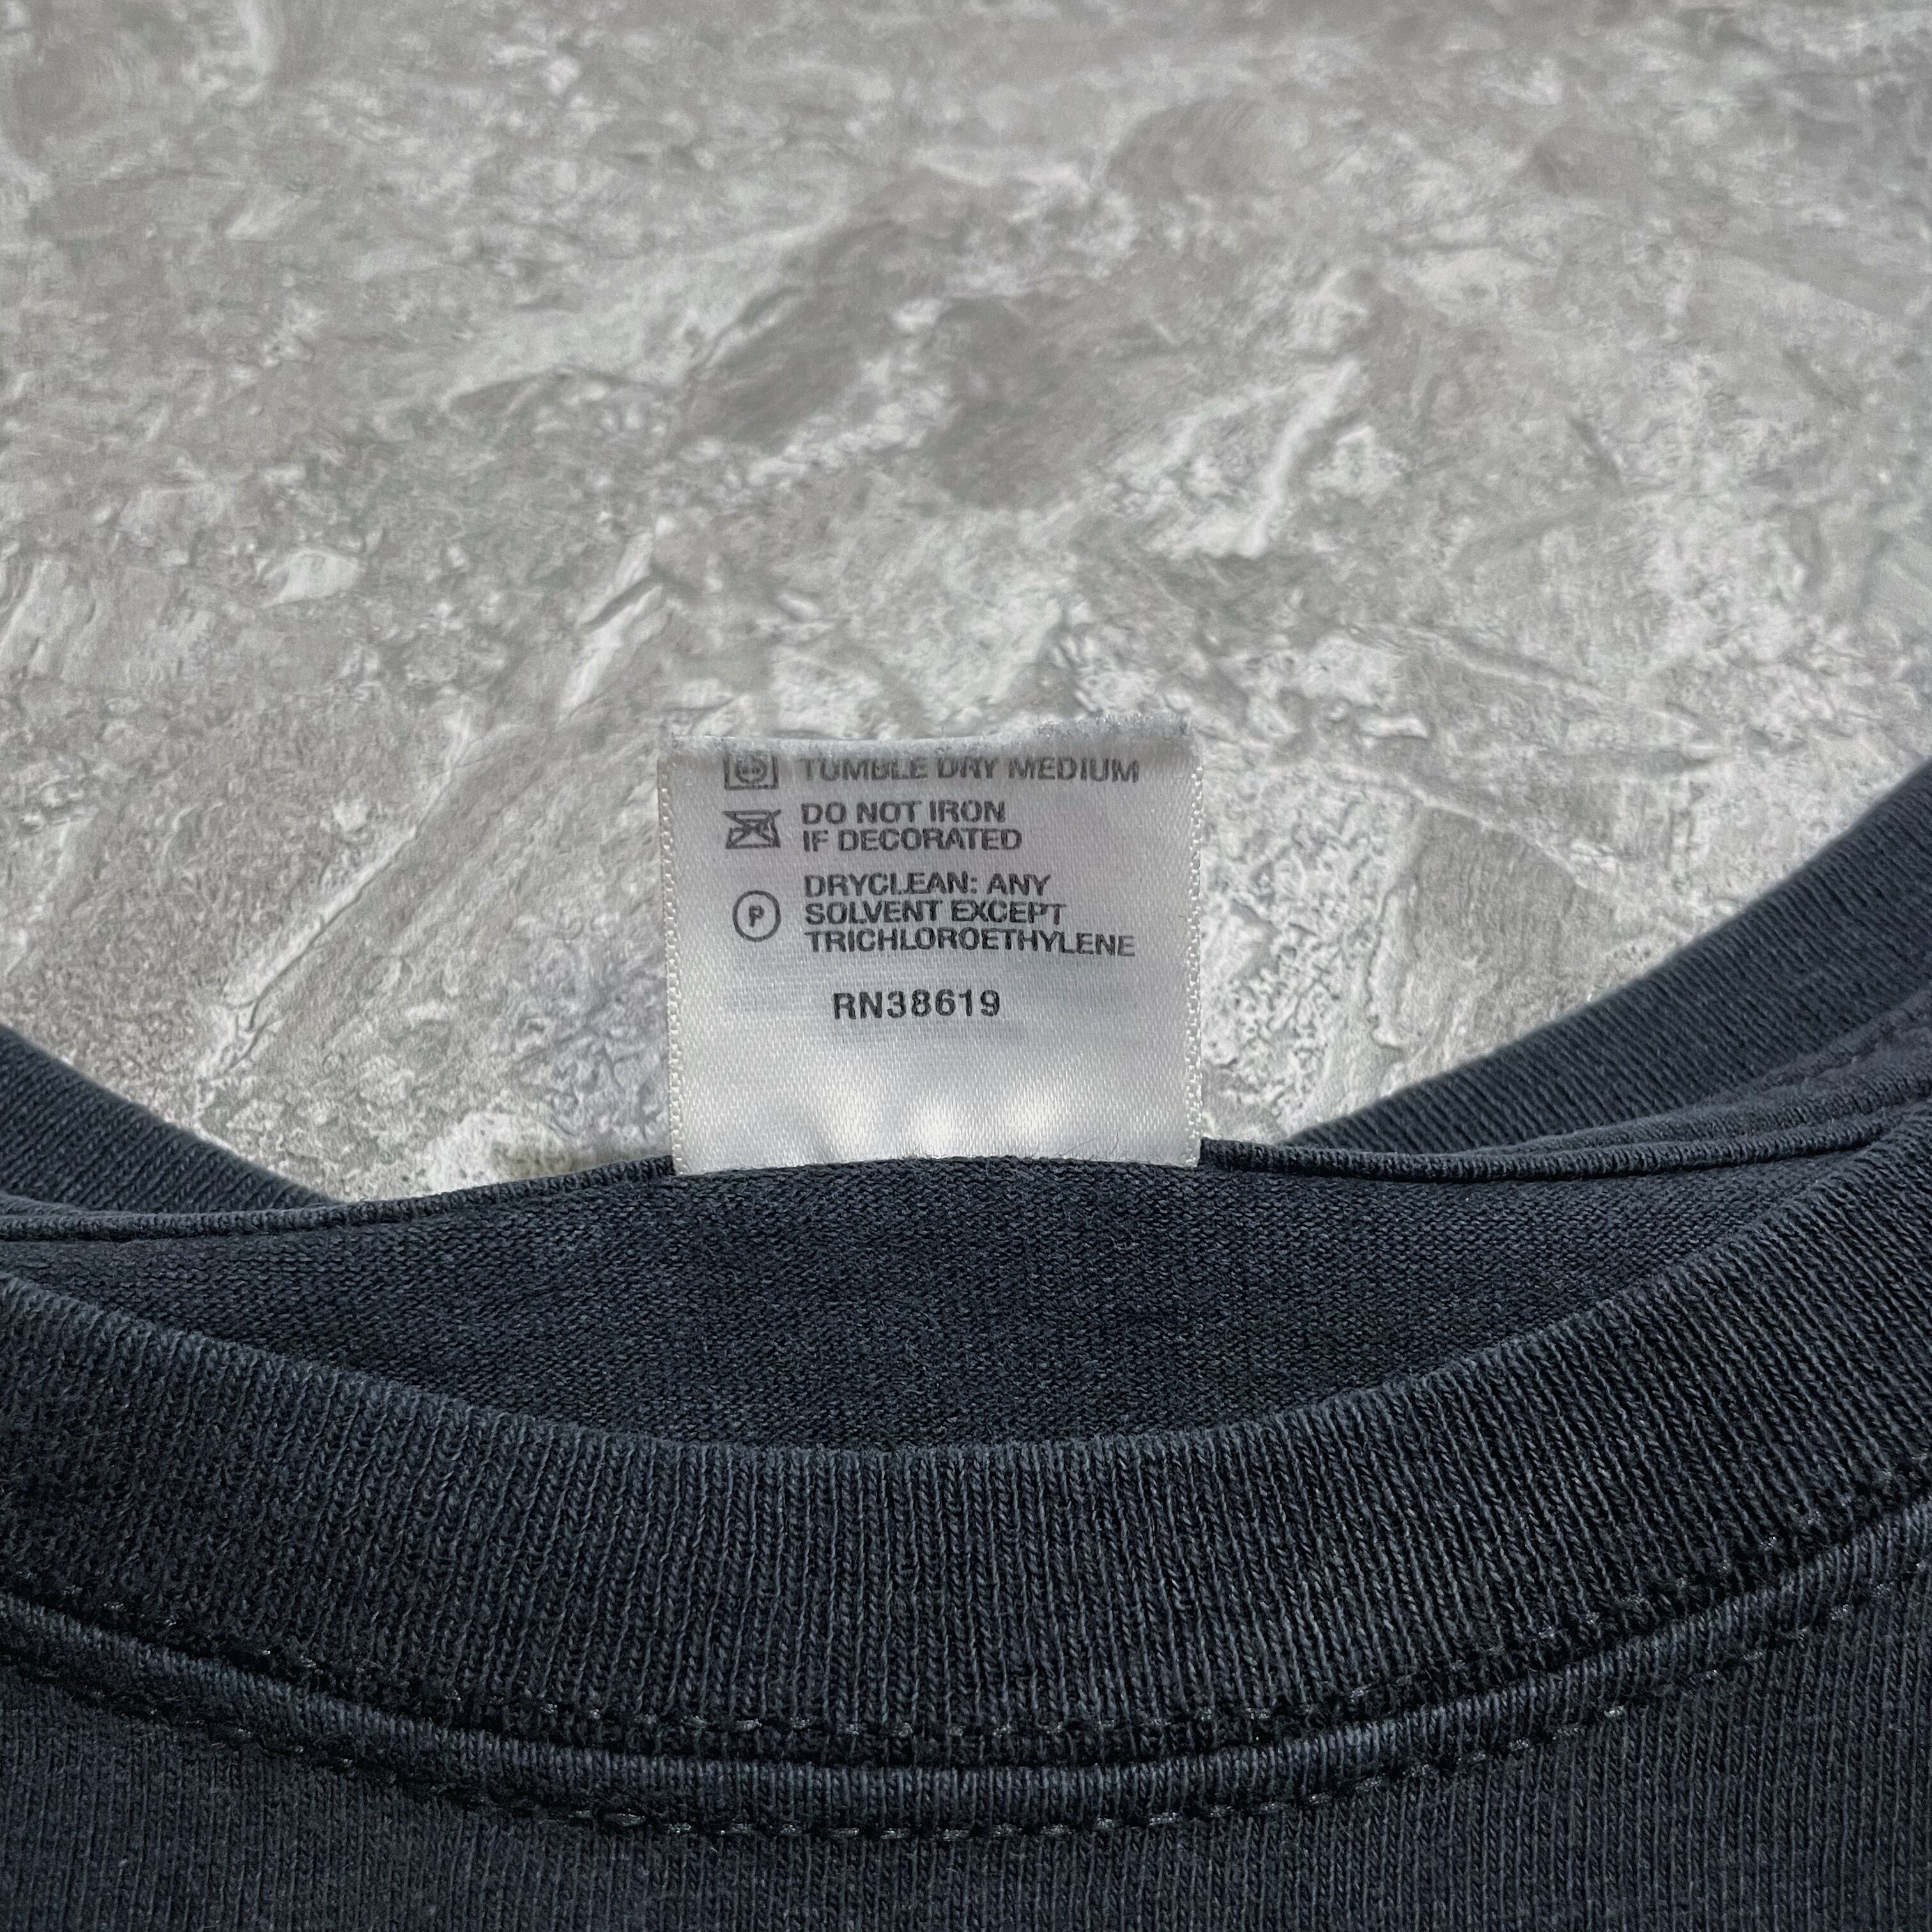 TUMBLE DRY MEDIUM
DO NOT IRON
IF DECORATED
DRYCLEAN: ANY
P SOLVENT EXCEPT
TRICHLOROETHYLENE
RN38619